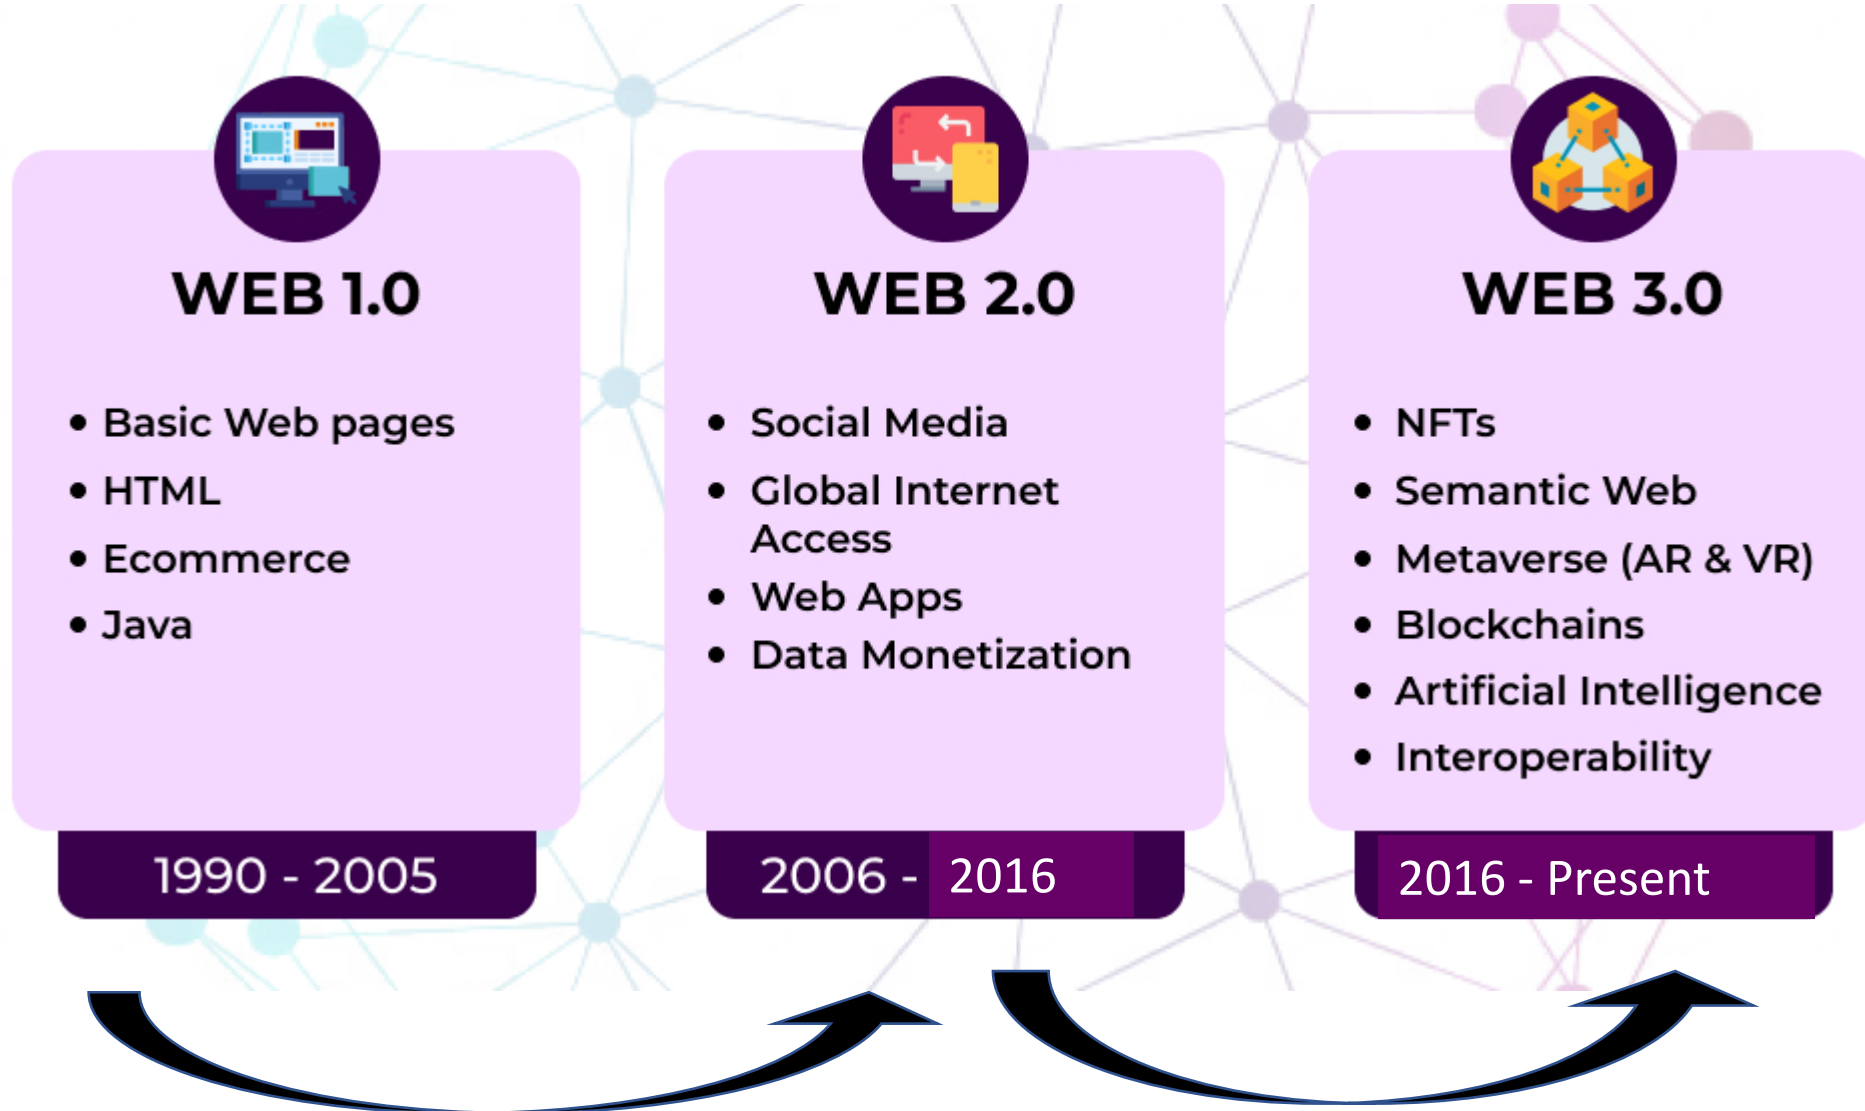 WEB 1.0
• Basic Web pages
• HTML
• Ecommerce
• Java
1990 - 2005
WEB 2.0
• Social Media
• Global Internet
Access
• Web Apps
• Data Monetization
2006 - 2016
WEB 3.0
• NFTs
• Semantic Web
• Metaverse (AR & VR)
• Blockchains
• Artificial Intelligence
• Interoperability
2016 - Present